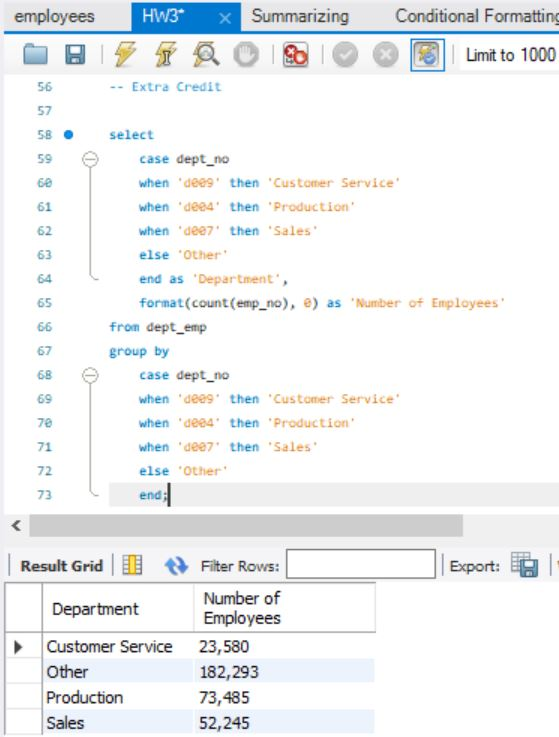 employees HW3* × Summarizing Conditional Formatting
Limit to 1000
56 -- Extra Credit
57
58 select
59 case dept_no
60 when 'd009' then 'Customer Service'
61 when 'd004' then 'Production'
62 when 'd007' then 'Sales'
63 else 'Other'
64 end as 'Department',
65 format(count(emp_no), 0) as 'Number of Employees'
66 from dept_emp
67 group by
68 case dept_no
69 when 'd009' then 'Customer Service'
70 when 'd004' then 'Production'
71 when 'd007' then 'Sales'
72 else 'Other'
73 end;
Result Grid Filter Rows: Export:
Department Number of
Employees
Customer Service 23,580
Other 182,293
Production 73,485
Sales 52,245